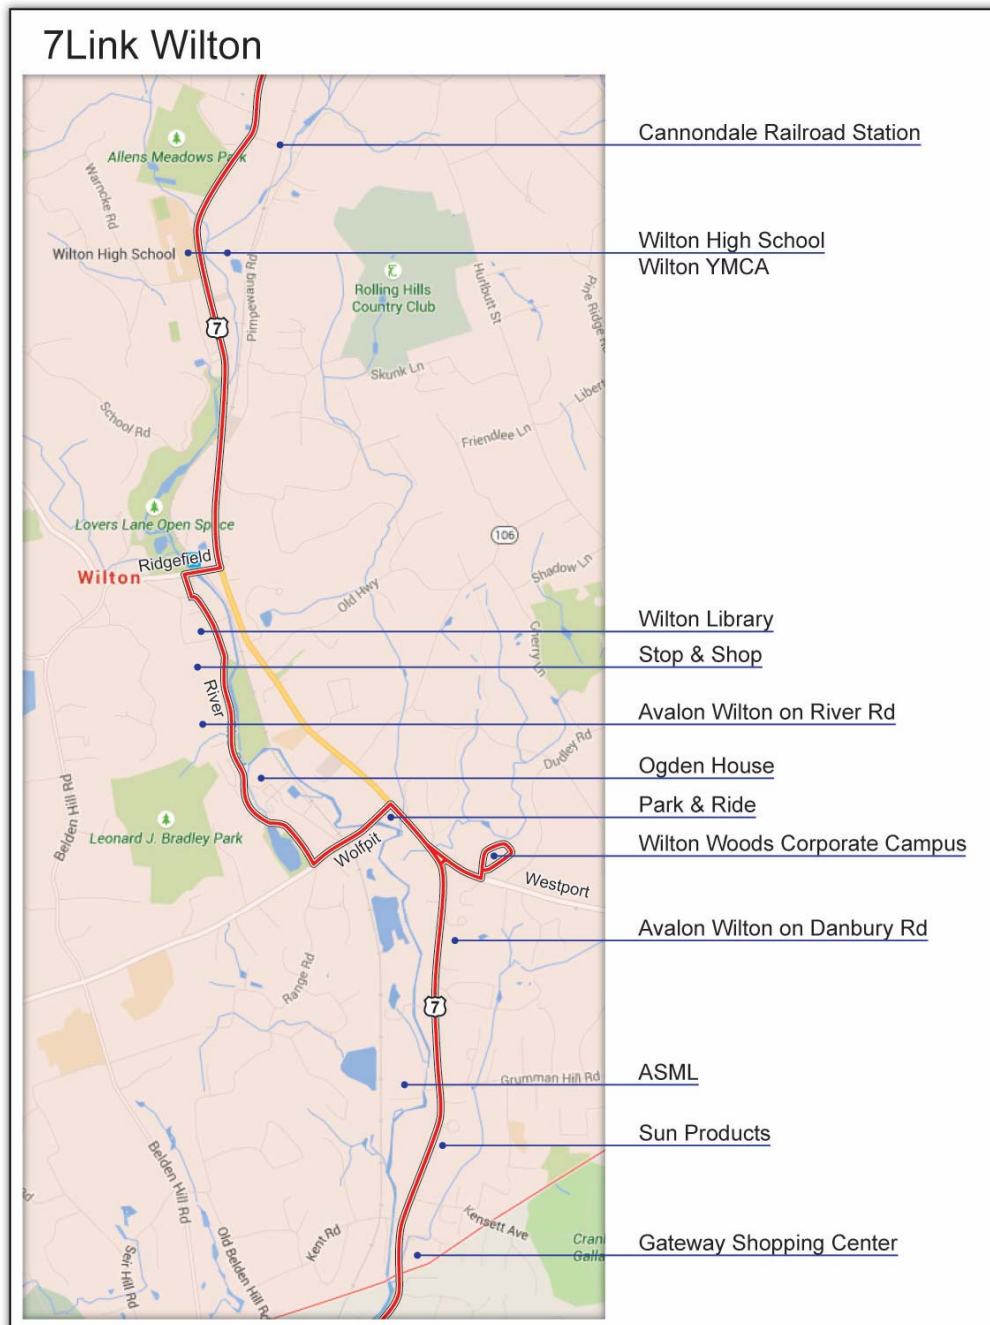 7Link Wilton
Cannondale Railroad Station
Allens Meadows Park
Warncke Rd
Wilton High School
Wilton High School
Wilton YMCA
Pimpewaug Rd
Rolling Hills
Country Club
Hurlbutt St
Pine Ridge
7
Skunk Ln
School Rd
Friendlee Ln
Lovers Lane Open Space
106
Ridgefield
Wilton
Shadow Ln
Old Hwy
Cherry Ln
Wilton Library
Stop & Shop
River
Avalon Wilton on River Rd
Dudley Rd
Ogden House
Park & Ride
Belden Hill Rd
Leonard J. Bradley Park
Wolfpit
Wilton Woods Corporate Campus
Westport
Avalon Wilton on Danbury Rd
Range Rd
7
ASML
Grumman Hill Rd
Sun Products
Belden Hill Rd
Kensett Ave
Kent Rd
Old Belden Hill Rd
Seir Hill Rd
Gateway Shopping Center